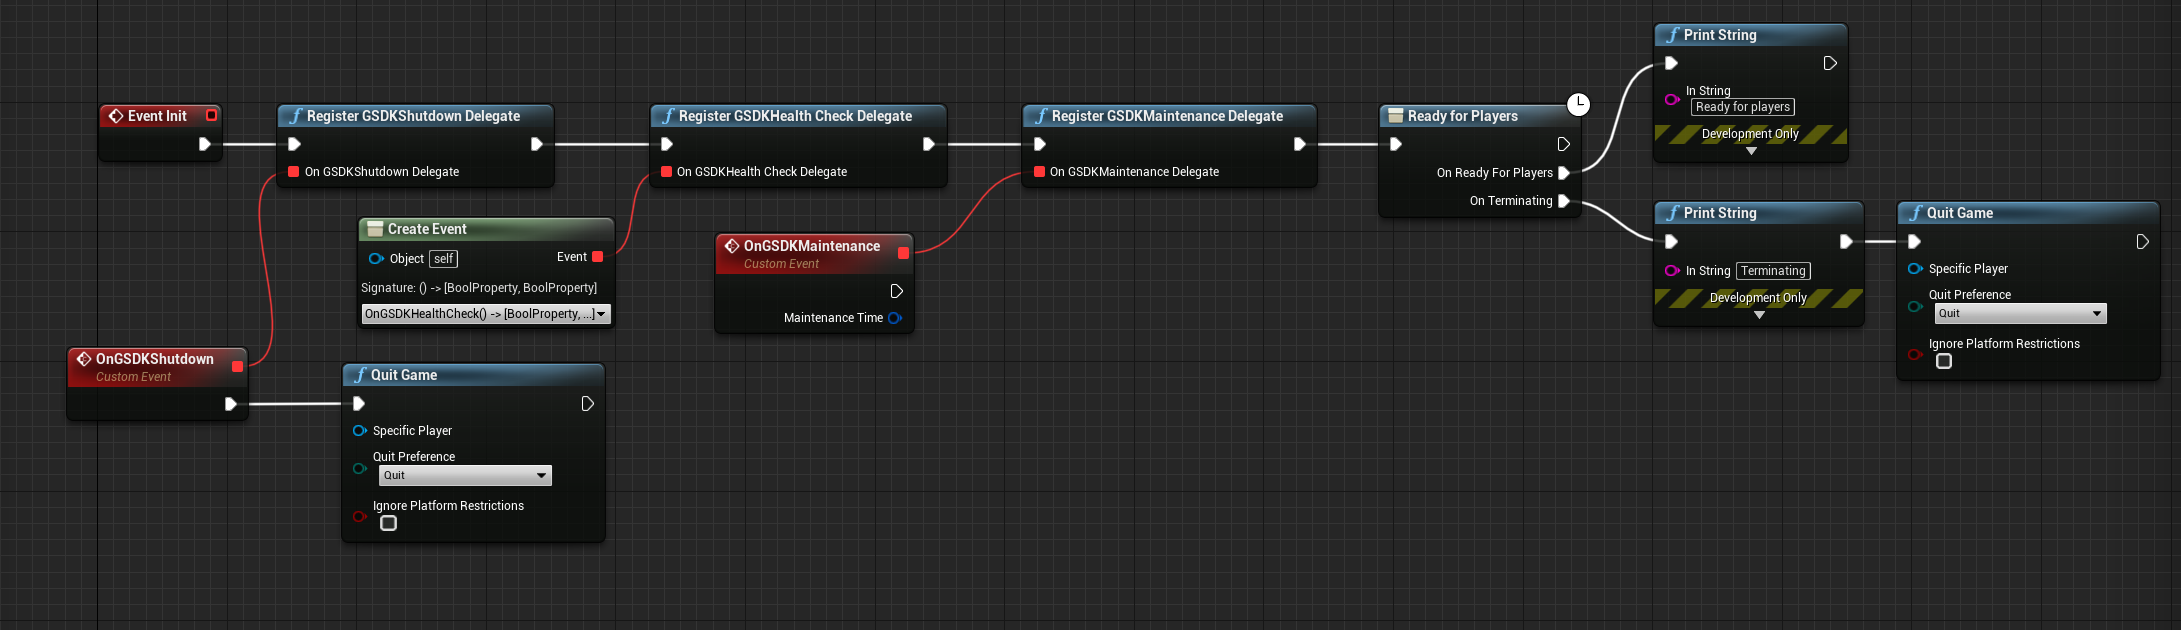 Event Init
Register GSDKShutdown Delegate
On GSDKShutdown Delegate
Register GSDKHealth Check Delegate
On GSDKHealth Check Delegate
Register GSDKMaintenance Delegate
On GSDKMaintenance Delegate
Ready for Players
On Ready For Players
On Terminating
Print String
In String
Ready for players
Development Only
Print String
In String Terminating
Development Only
Quit Game
Specific Player
Quit Preference
Quit
Ignore Platform Restrictions
Create Event
Object self
Event
Signature: () -> [BoolProperty, BoolProperty]
OnGSDKHealthCheck() -> [BoolProperty, ...]
OnGSDKMaintenance
Custom Event
Maintenance Time
OnGSDKShutdown
Custom Event
Quit Game
Specific Player
Quit Preference
Quit
Ignore Platform Restrictions